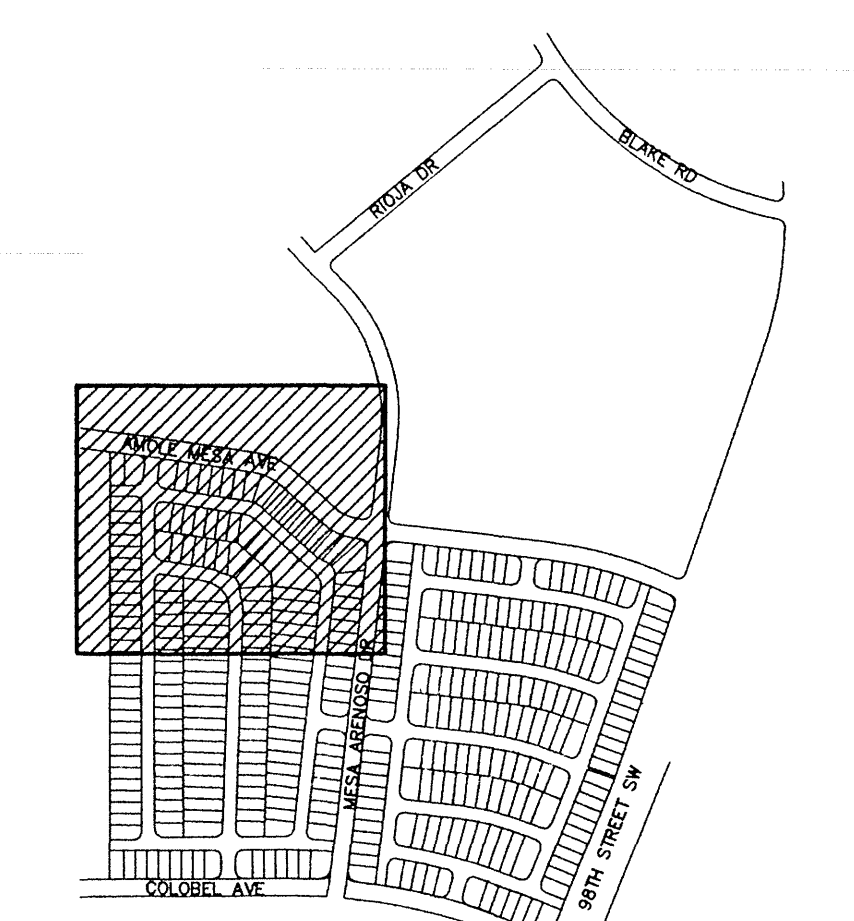 BLAKE RD
RIOJA DR
AMOLE MESA AVE
MESA ARENOSO DR
98TH STREET SW
COLOBEL AVE